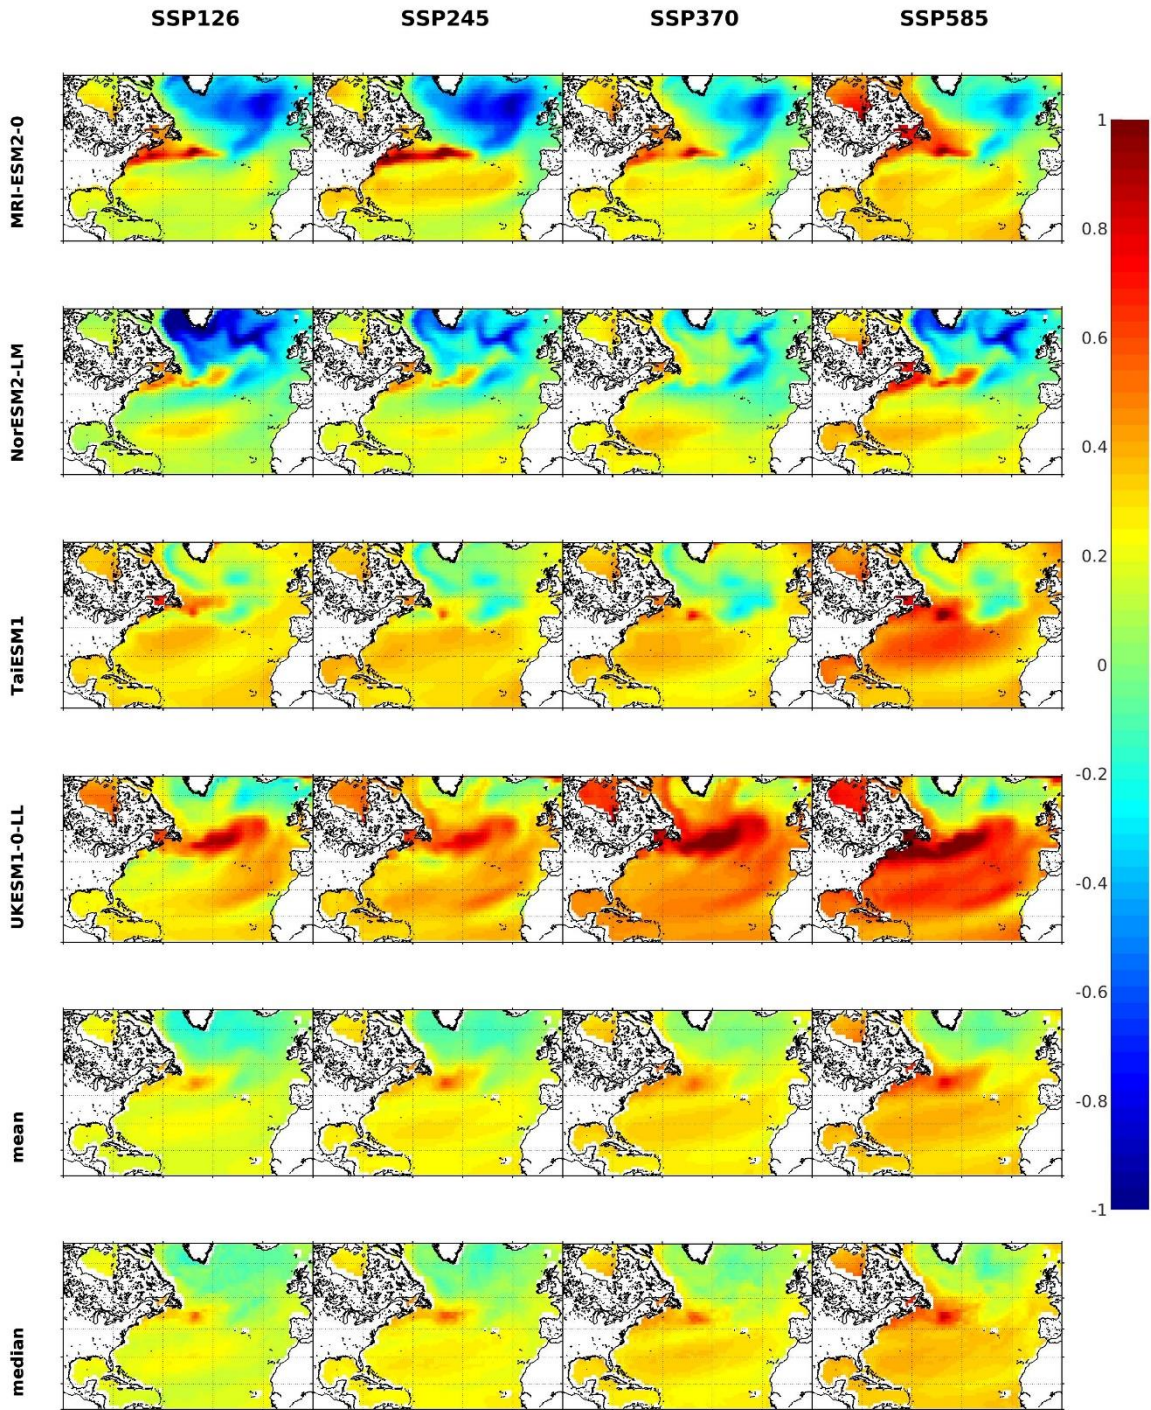 SSP126 SSP245 SSP370 SSP585
MRI-ESM2-0
NorESM2-LM
TaiESM1
UKESM1-0-LL
mean
median
1
0.8
0.6
0.4
0.2
0
-0.2
-0.4
-0.6
-0.8
-1